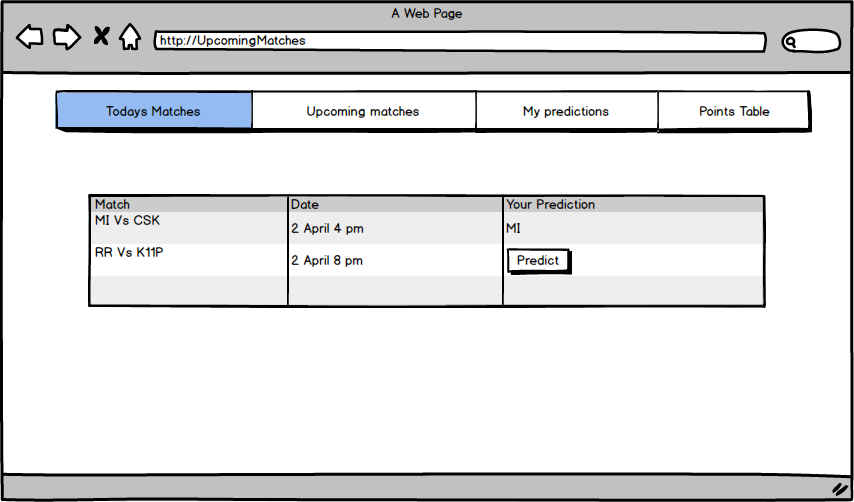 A Web Page
http://UpcomingMatches
Todays Matches Upcoming matches My predictions Points Table
Match Date Your Prediction
MI Vs CSK 2 April 4 pm MI
RR Vs K11P 2 April 8 pm Predict